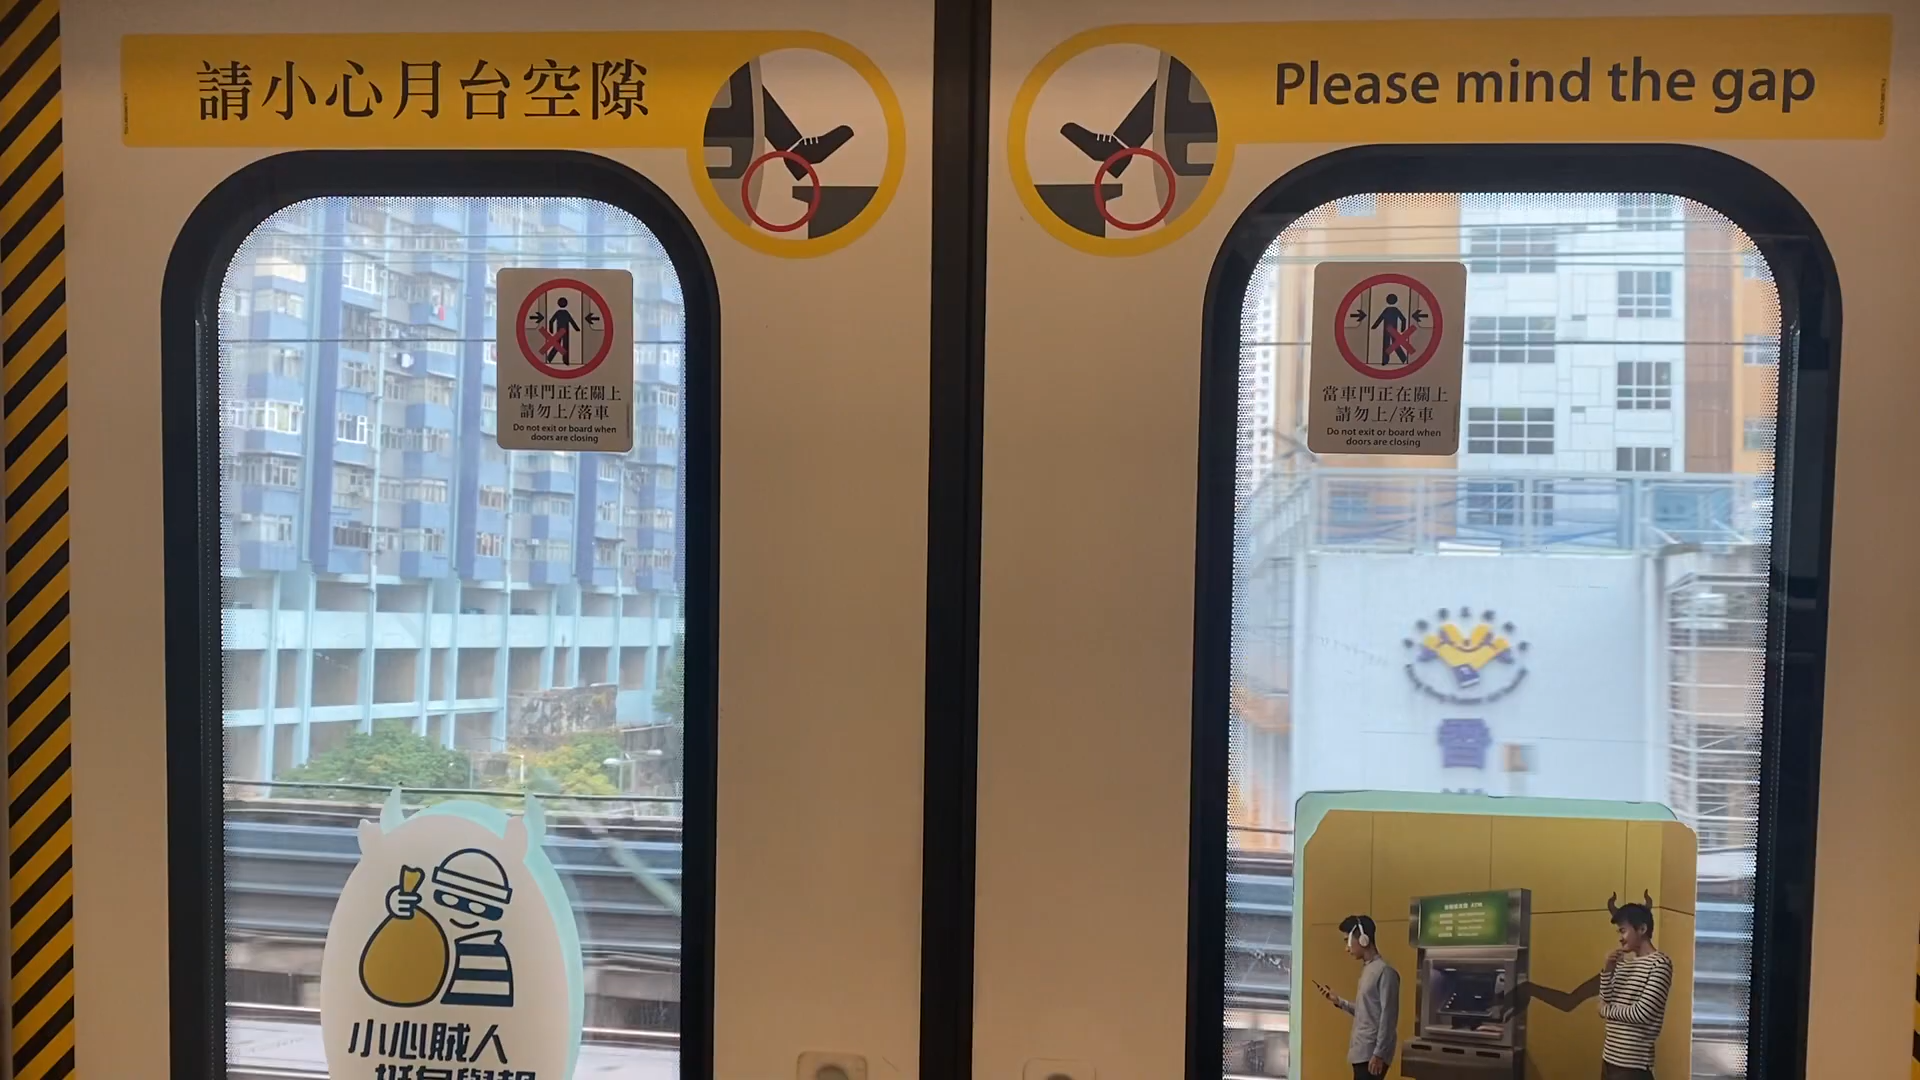 請小心月台空隙
Please mind the gap
當車門正在關上
請勿上/落車
Do not exit or board when
doors are closing
當車門正在關上
請勿上/落車
Do not exit or board when
doors are closing
小心賊人